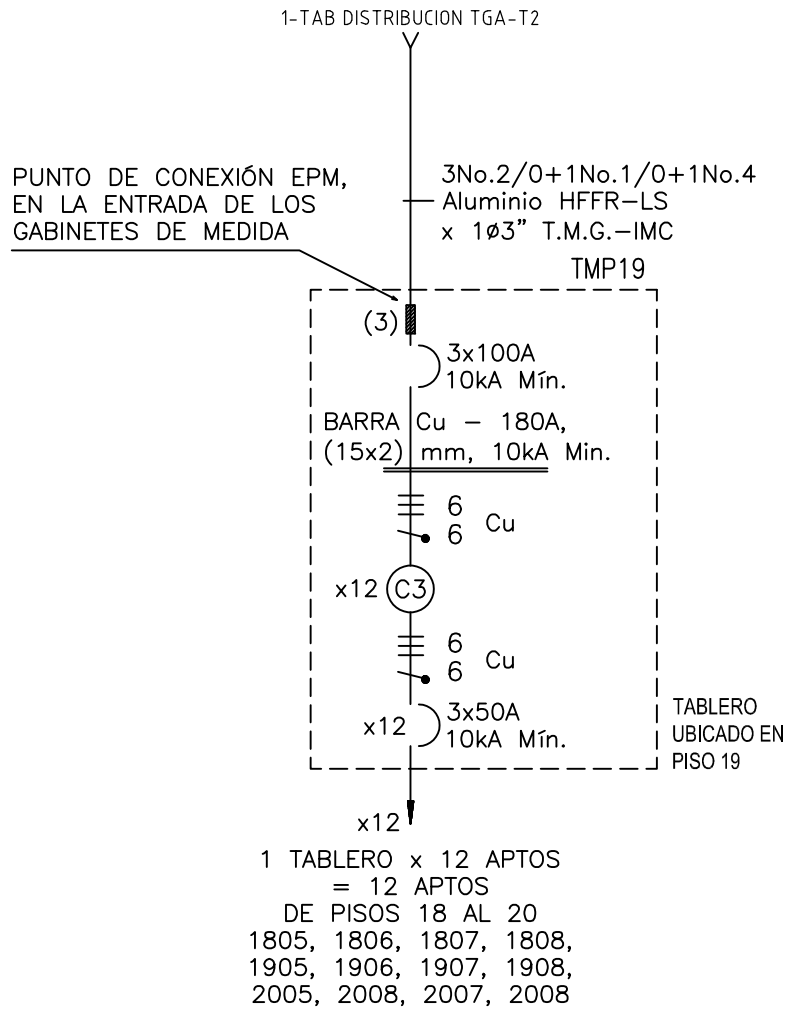 1-TAB DISTRIBUCION TGA-T2
PUNTO DE CONEXIÓN EPM,
EN LA ENTRADA DE LOS
GABINETES DE MEDIDA
3No.2/0+1No.1/0+1No.4
Aluminio HFFR-LS
x 1ø3" T.M.G.-IMC
TMP19
(3)
3x100A
10kA Mín.
BARRA Cu - 180A,
(15x2) mm, 10kA Min.
6
6 Cu
x12 C3
6
6 Cu
x12 3x50A
10kA Mín.
TABLERO
UBICADO EN
PISO 19
x12
1 TABLERO x 12 APTOS
= 12 APTOS
DE PISOS 18 AL 20
1805, 1806, 1807, 1808,
1905, 1906, 1907, 1908,
2005, 2008, 2007, 2008